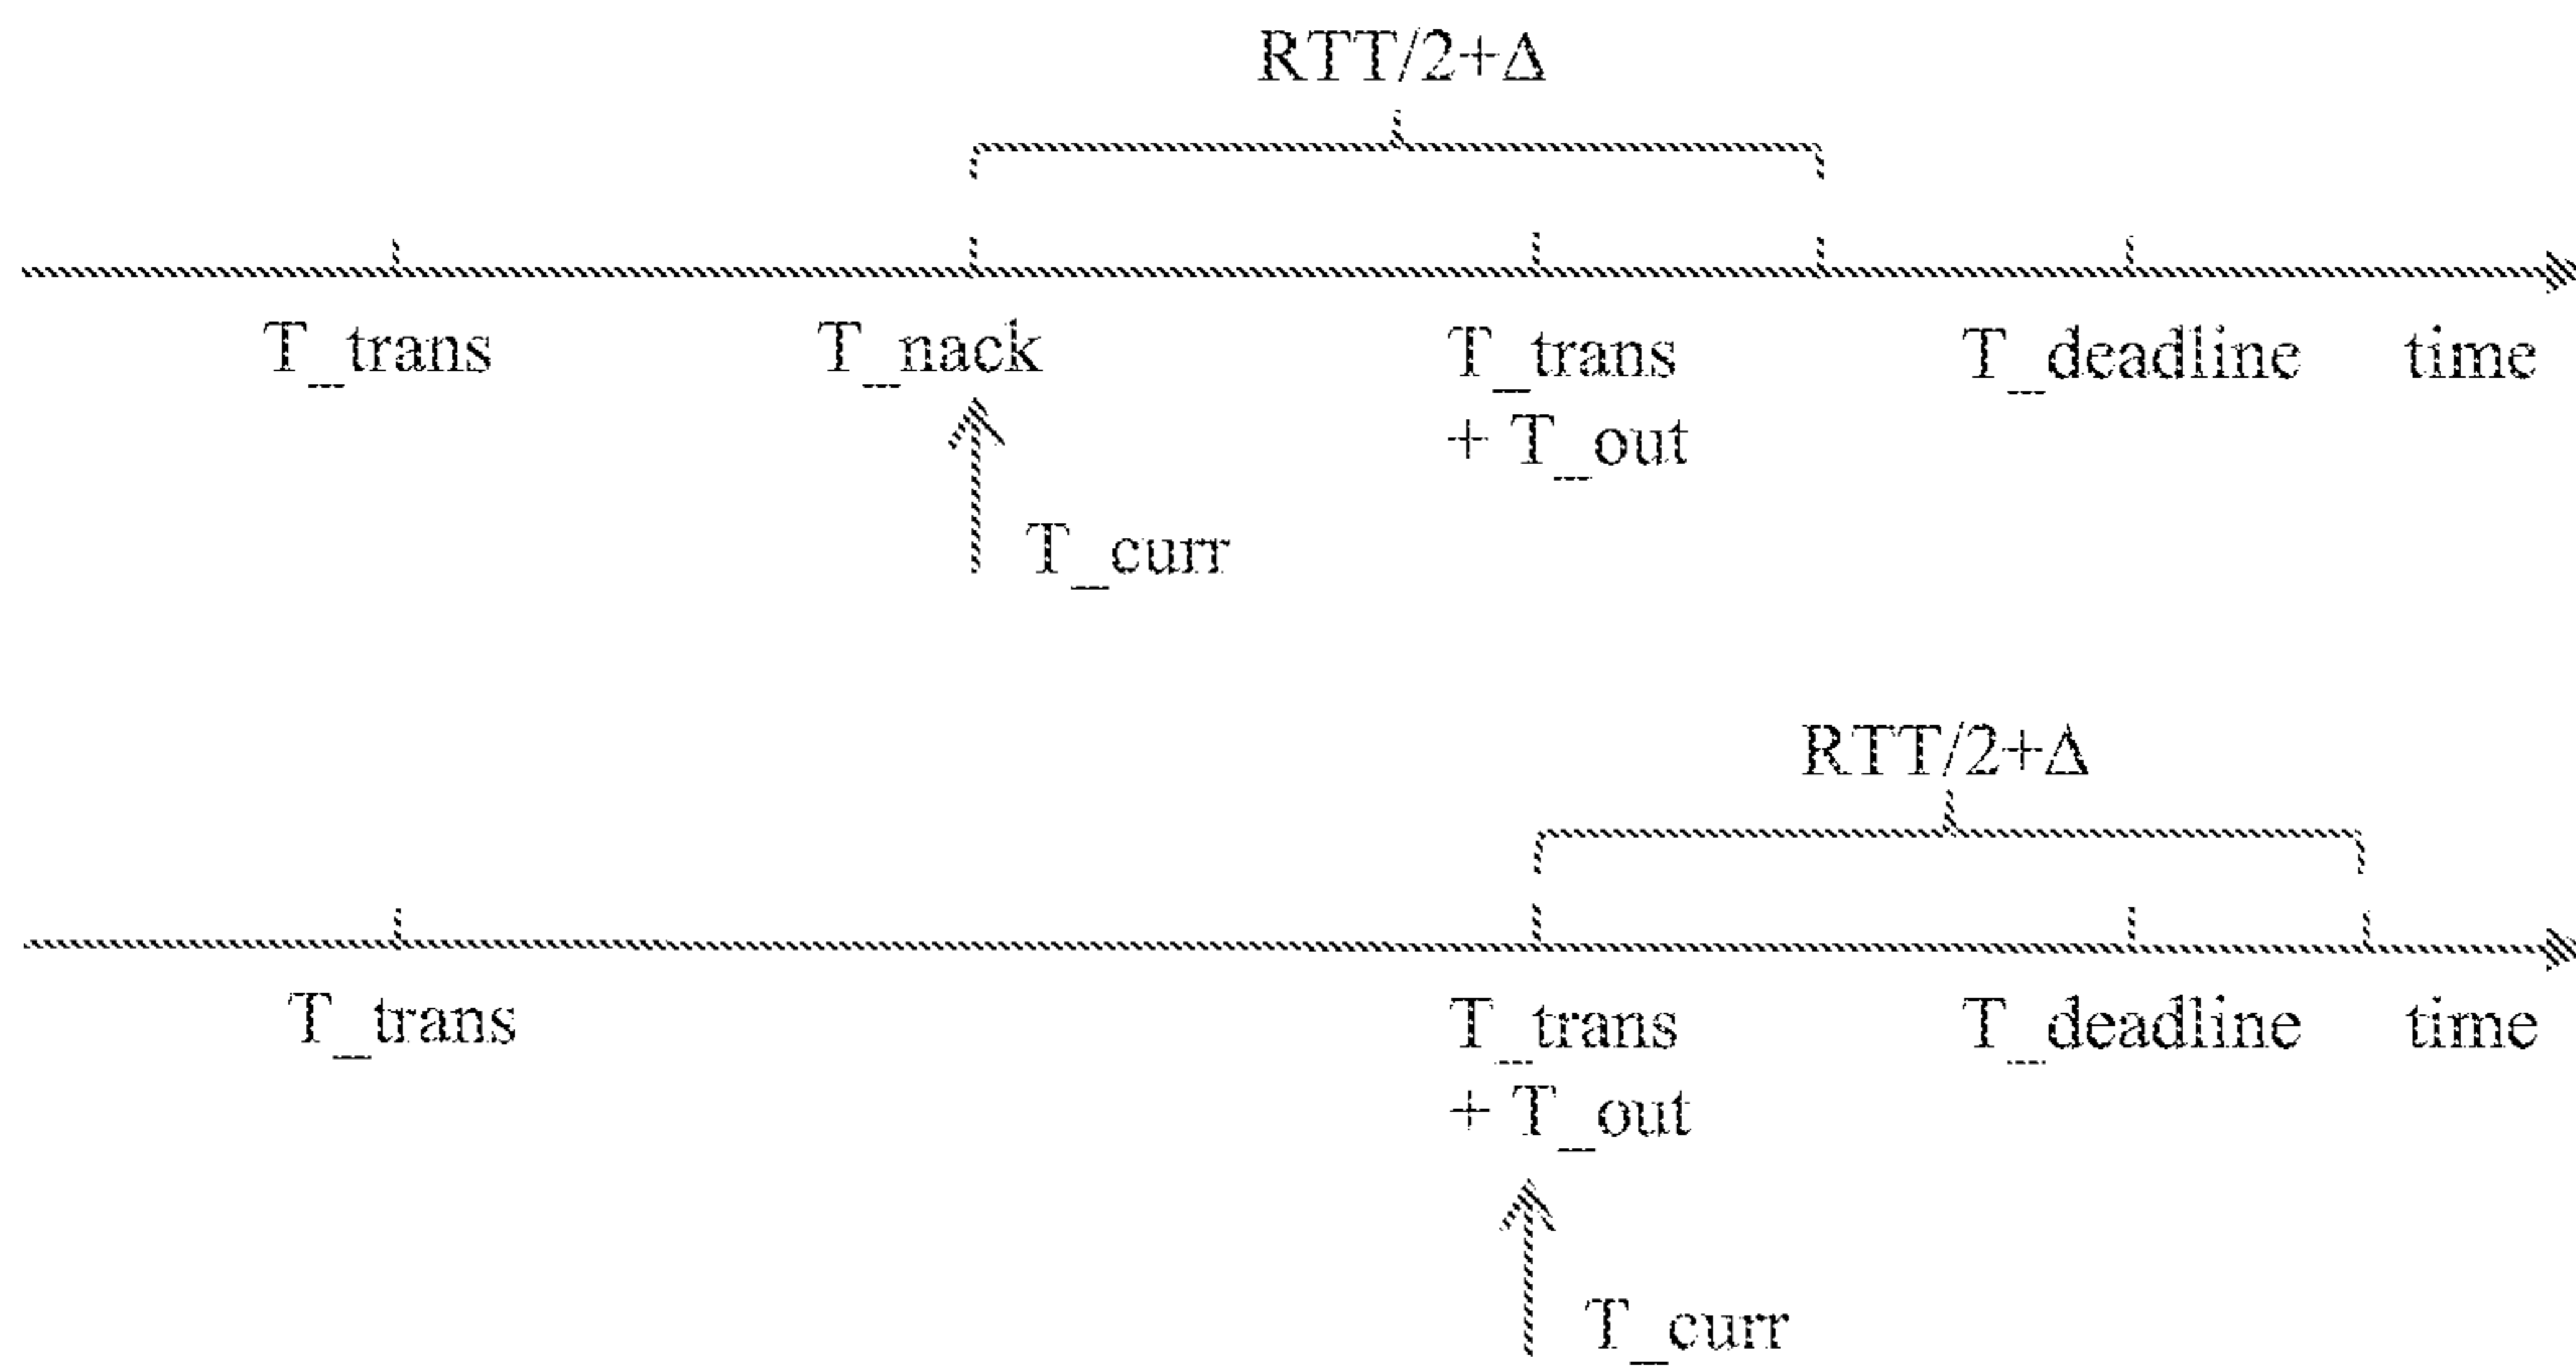 RTT/2+Δ
T_trans T_nack T_trans T_deadline time
+ T_out
T_curr
RTT/2+Δ
T_trans T_trans T_deadline time
+ T_out
T_curr